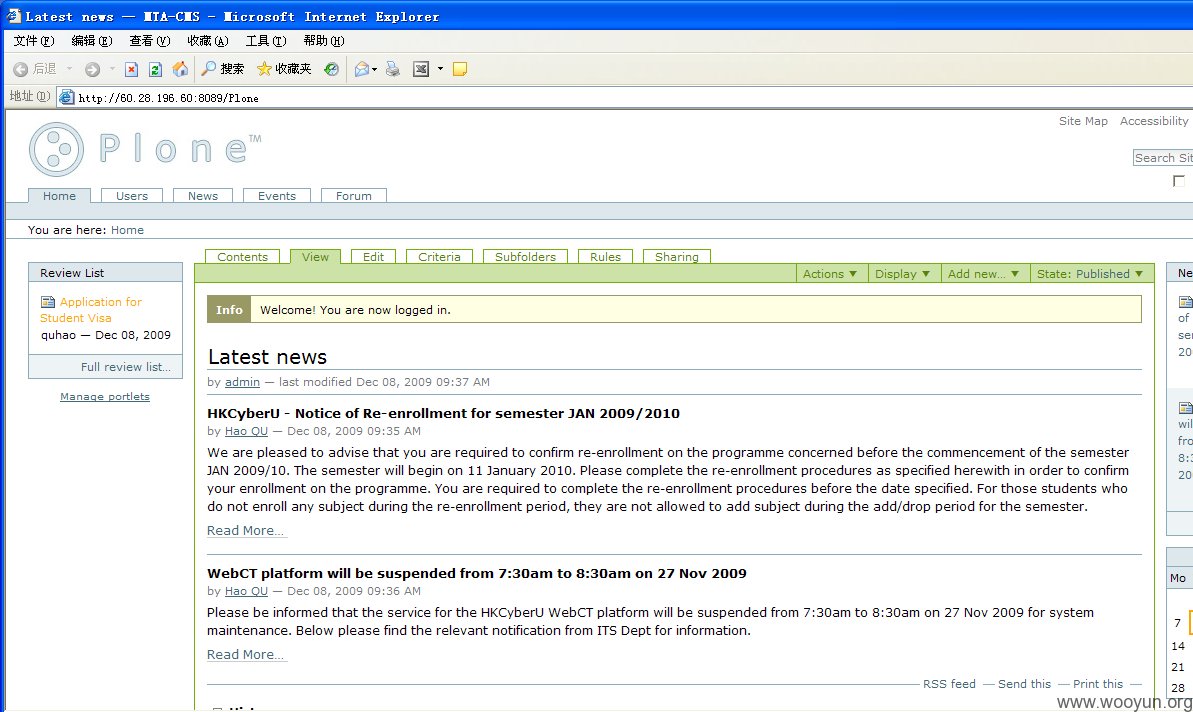 Latest news — MTA-CMS - Microsoft Internet Explorer
文件(F) 编辑(E) 查看(V) 收藏(A) 工具(T) 帮助(H)
后退 搜索 收藏夹
地址(D) http://60.28.196.60:8089/Plone
Site Map Accessibility
Plone™
Search Sit
Home Users News Events Forum
You are here: Home
Contents View Edit Criteria Subfolders Rules Sharing
Actions Display Add new... State: Published
Review List
Application for
Student Visa
quhao — Dec 08, 2009
Full review list...
Manage portlets
Info Welcome! You are now logged in.
Latest news
by admin — last modified Dec 08, 2009 09:37 AM
HKCyberU - Notice of Re-enrollment for semester JAN 2009/2010
by Hao QU — Dec 08, 2009 09:35 AM
We are pleased to advise that you are required to confirm re-enrollment on the programme concerned before the commencement of the semester
JAN 2009/10. The semester will begin on 11 January 2010. Please complete the re-enrollment procedures as specified herewith in order to confirm
your enrollment on the programme. You are required to complete the re-enrollment procedures before the date specified. For those students who
do not enroll any subject during the re-enrollment period, they are not allowed to add subject during the add/drop period for the semester.
Read More…
WebCT platform will be suspended from 7:30am to 8:30am on 27 Nov 2009
by Hao QU — Dec 08, 2009 09:36 AM
Please be informed that the service for the HKCyberU WebCT platform will be suspended from 7:30am to 8:30am on 27 Nov 2009 for system
maintenance. Below please find the relevant notification from ITS Dept for information.
Read More…
RSS feed — Send this — Print this —
Ne
of
se
20
wil
fro
8:3
20
Mo
7
14
21
28
www.wooyun.org